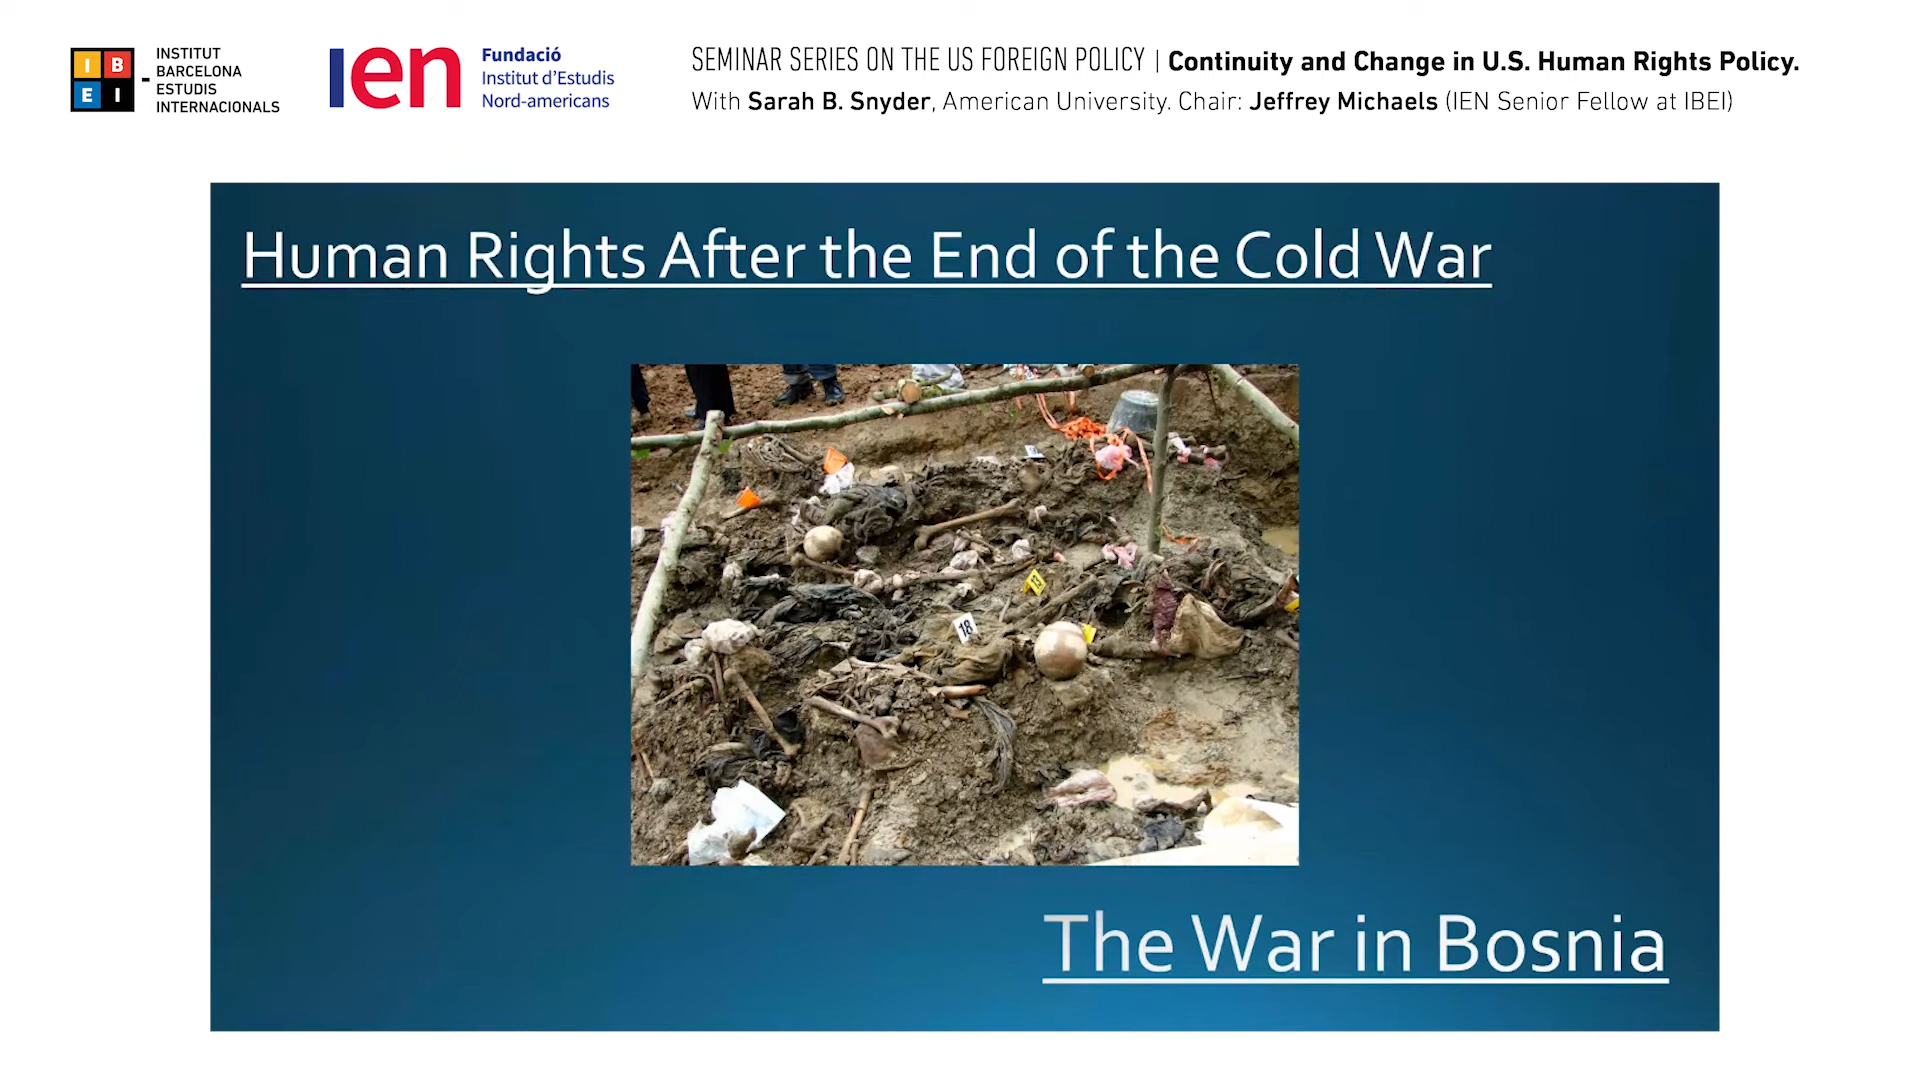 I B
E I
INSTITUT
BARCELONA
ESTUDIS
INTERNACIONALS
ien
Fundació
Institut d'Estudis
Nord-americans
SEMINAR SERIES ON THE US FOREIGN POLICY | Continuity and Change in U.S. Human Rights Policy.
With Sarah B. Snyder, American University. Chair: Jeffrey Michaels (IEN Senior Fellow at IBEI)
Human Rights After the End of the Cold War
18
The War in Bosnia